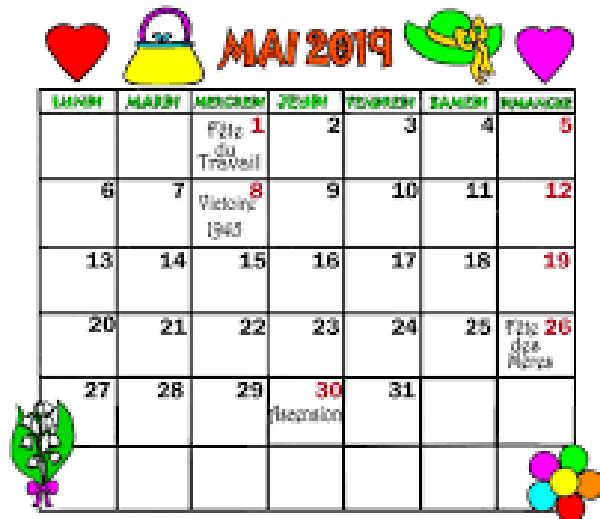 MAI 2019
LUNDI MARDI MERCREDI JEUDI VENDREDI SAMEDI DIMANCHE
Fête 1 2 3 4 5
du
Travail
6 7 8 9 10 11 12
Victoire
1945
13 14 15 16 17 18 19
20 21 22 23 24 25 Fête 26
des
Mères
27 28 29 30 31
Ascension